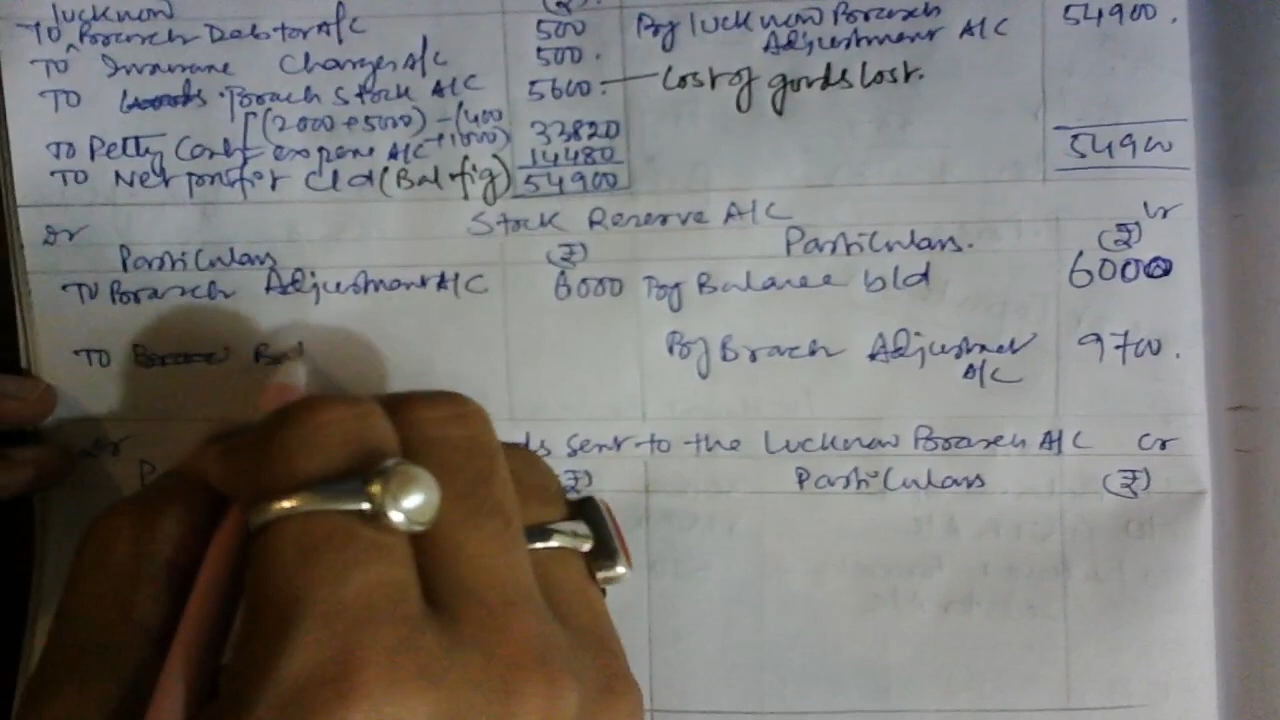 Lucknow
(₹).
To Branch Debtor A/c 500 By Lucknow Branch Adjustment A/C 54900.
To Insurance Charges A/c 500.
To Branch Stock A/C 5600. — Cost of goods lost.
[(2000+5000) - (400
+1000)
To Petty Cash expense A/C 33820
To Net profit c/d (Bal fig) 14480
54900 54900
Stock Reserve A/C
Dr Cr
Particulars (₹) Particulars. (₹)
To Branch Adjustment A/C 6000 By Balance b/d 6000
To Bal By Branch Adjustment A/C 9700.
Dr ds Sent to the Lucknow Branch A/C Cr
P (₹) Particulars (₹)